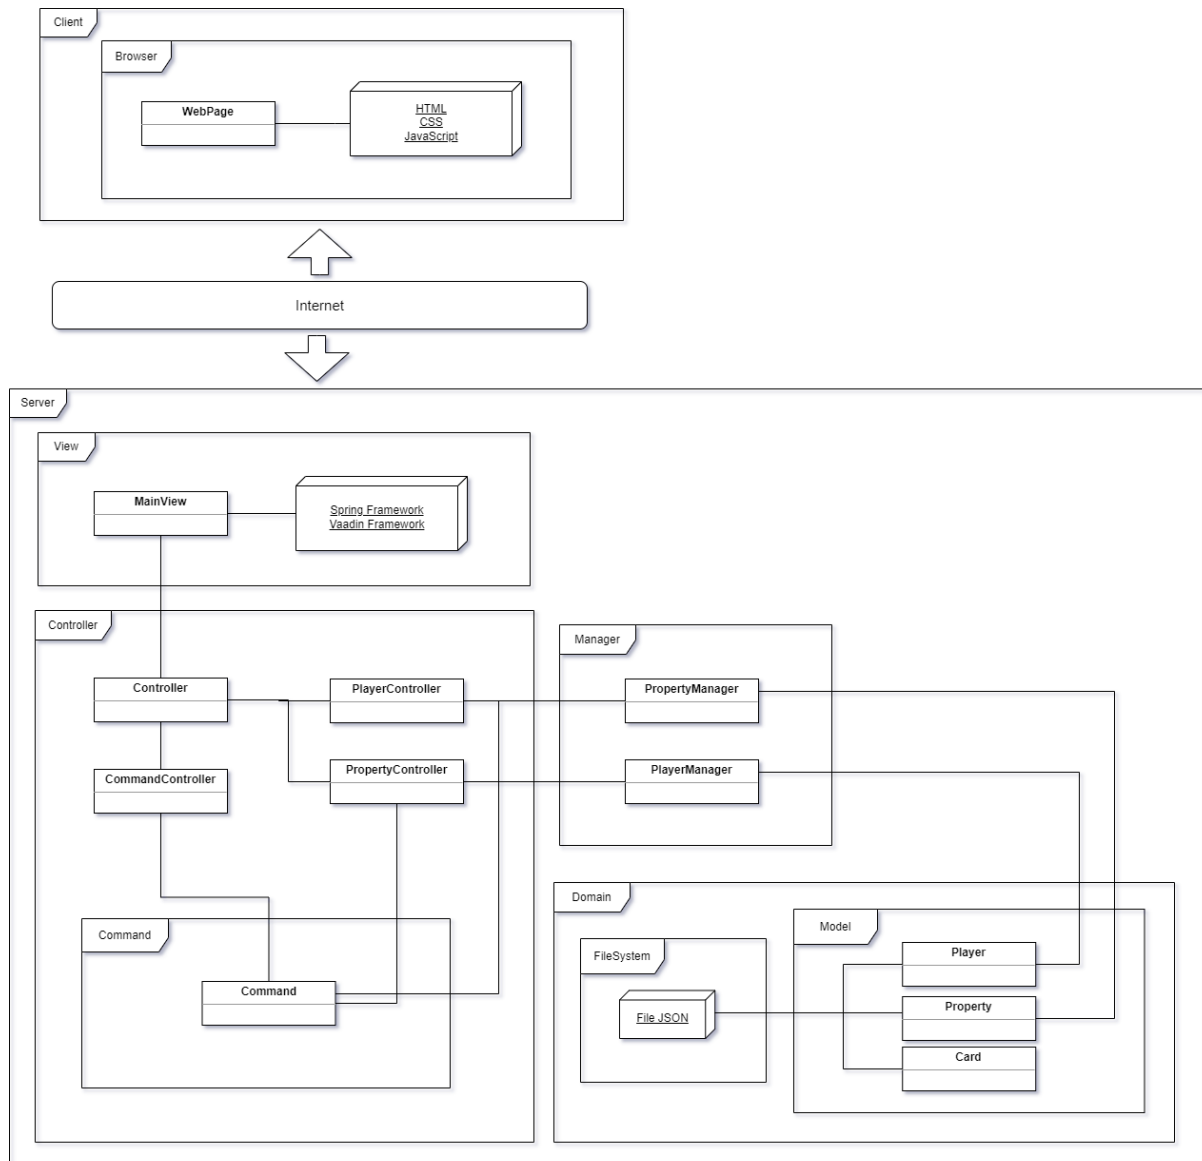 Client
Browser
WebPage
HTML
CSS
JavaScript
Internet
Server
View
MainView
Spring Framework
Vaadin Framework
Controller
Controller
PlayerController
CommandController
PropertyController
Command
Command
Manager
PropertyManager
PlayerManager
Domain
FileSystem
File JSON
Model
Player
Property
Card